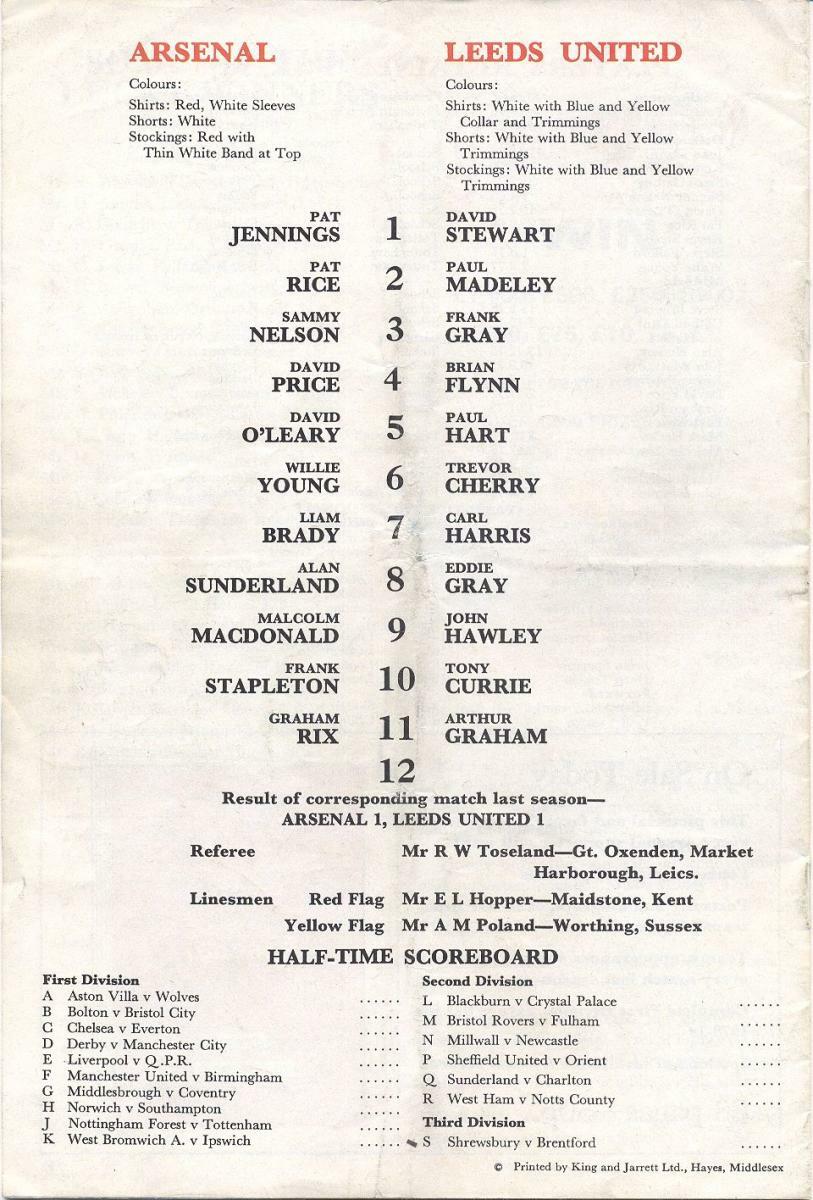 ARSENAL
Colours:
Shirts: Red, White Sleeves
Shorts: White
Stockings: Red with
Thin White Band at Top
LEEDS UNITED
Colours:
Shirts: White with Blue and Yellow
Collar and Trimmings
Shorts: White with Blue and Yellow
Trimmings
Stockings: White with Blue and Yellow
Trimmings
PAT DAVID
JENNINGS 1 STEWART
PAT PAUL
RICE 2 MADELEY
SAMMY FRANK
NELSON 3 GRAY
DAVID BRIAN
PRICE 4 FLYNN
DAVID PAUL
O'LEARY 5 HART
WILLIE TREVOR
YOUNG 6 CHERRY
LIAM CARL
BRADY 7 HARRIS
ALAN EDDIE
SUNDERLAND 8 GRAY
MALCOLM JOHN
MACDONALD 9 HAWLEY
FRANK TONY
STAPLETON 10 CURRIE
GRAHAM ARTHUR
RIX 11 GRAHAM
12
Result of corresponding match last season—
ARSENAL 1, LEEDS UNITED 1
Referee Mr R W Toseland—Gt. Oxenden, Market
Harborough, Leics.
Linesmen Red Flag Mr E L Hopper—Maidstone, Kent
Yellow Flag Mr A M Poland—Worthing, Sussex
HALF-TIME SCOREBOARD
First Division
A Aston Villa v Wolves ......
B Bolton v Bristol City ......
C Chelsea v Everton ......
D Derby v Manchester City ......
E Liverpool v Q.P.R. ......
F Manchester United v Birmingham ......
G Middlesbrough v Coventry ......
H Norwich v Southampton ......
J Nottingham Forest v Tottenham ......
K West Bromwich A. v Ipswich ......
Second Division
L Blackburn v Crystal Palace ......
M Bristol Rovers v Fulham ......
N Millwall v Newcastle ......
P Sheffield United v Orient ......
Q Sunderland v Charlton ......
R West Ham v Notts County ......
Third Division
S Shrewsbury v Brentford ......
© Printed by King and Jarrett Ltd., Hayes, Middlesex